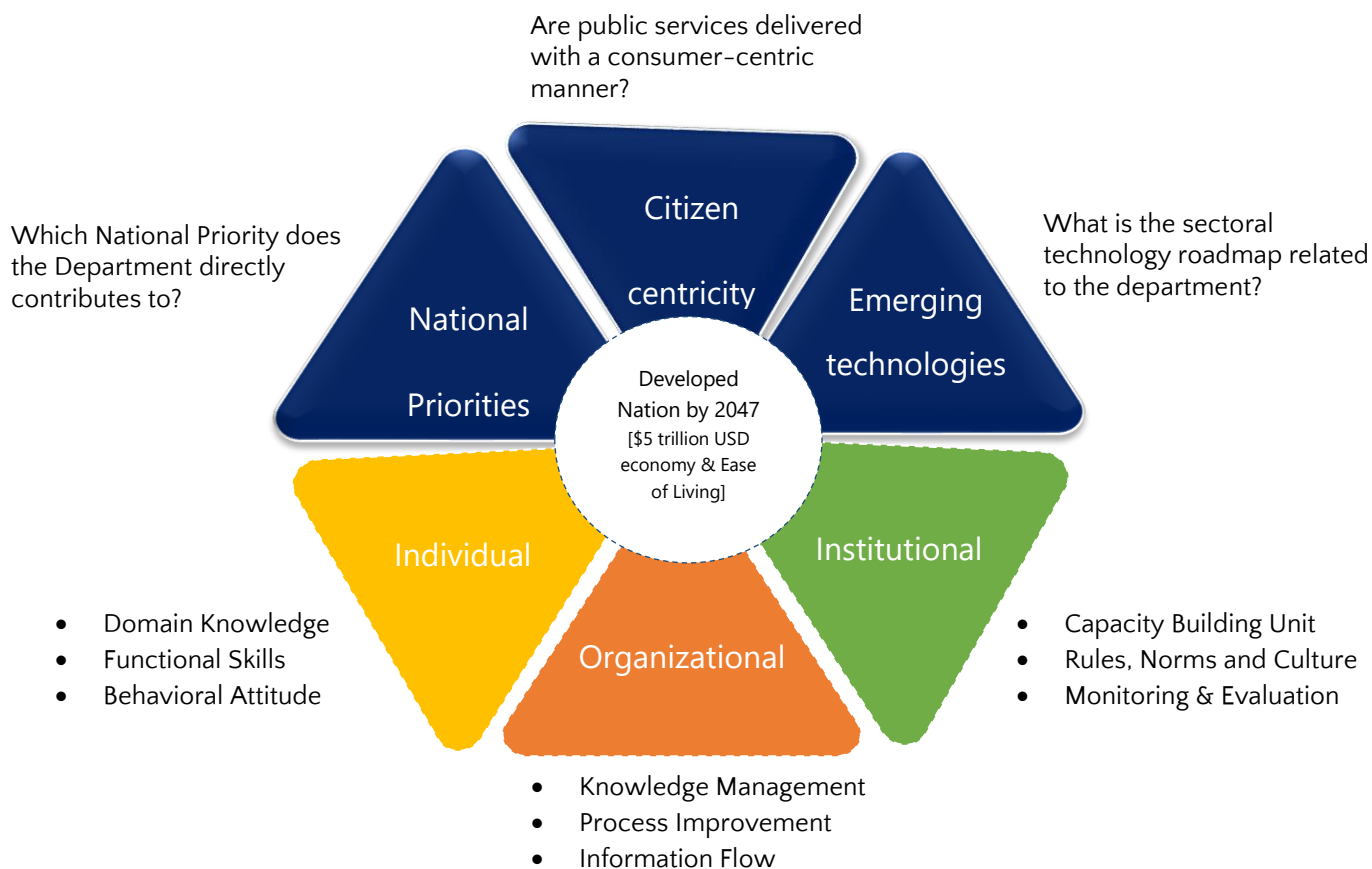 Are public services delivered
with a consumer-centric
manner?
Which National Priority does
the Department directly
contributes to?
What is the sectoral
technology roadmap related
to the department?
National
Priorities
Citizen
centricity
Emerging
technologies
Developed
Nation by 2047
[$5 trillion USD
economy & Ease
of Living]
Individual
Organizational
Institutional
• Domain Knowledge
• Functional Skills
• Behavioral Attitude
• Knowledge Management
• Process Improvement
• Information Flow
• Capacity Building Unit
• Rules, Norms and Culture
• Monitoring & Evaluation